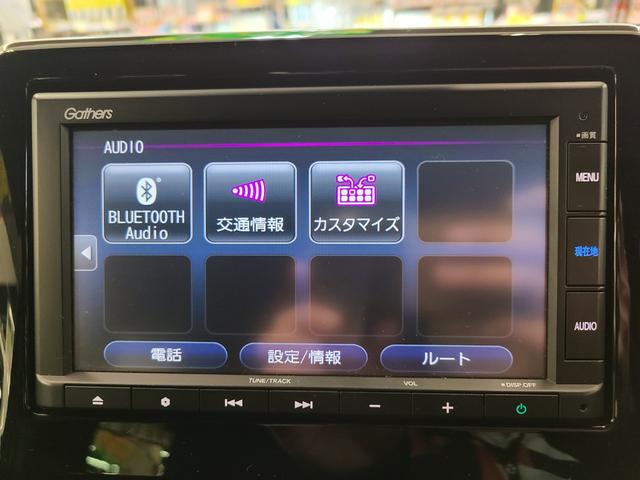 Gathers
■画質
AUDIO
BLUETOOTH
Audio
交通情報
カスタマイズ
MENU
現在地
AUDIO
電話
設定/情報
ルート
TUNE/TRACK
VOL
■DISP.OFF